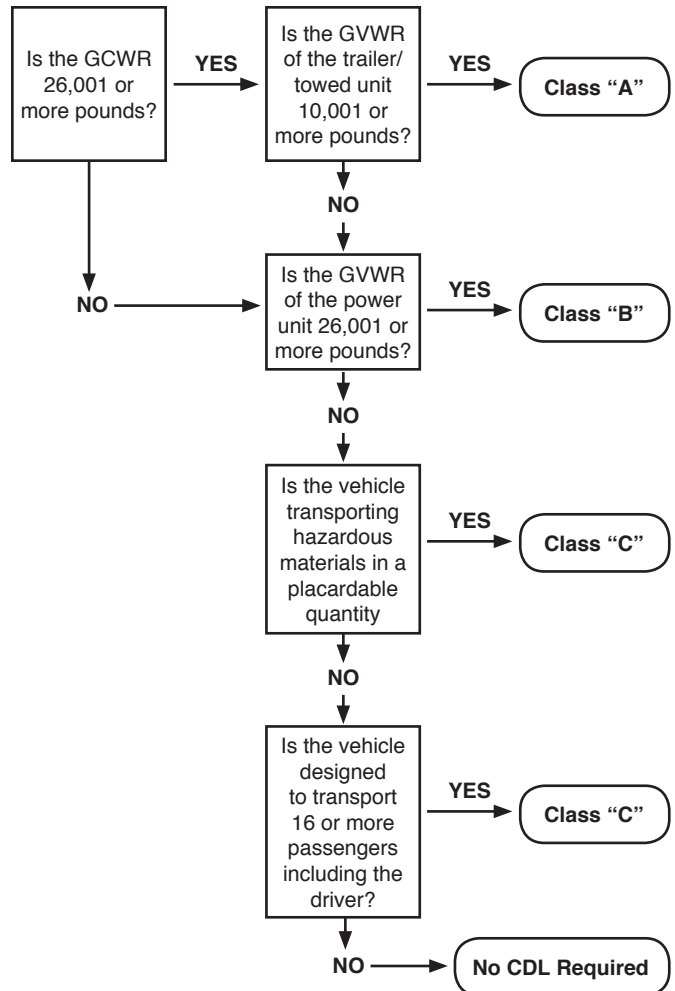 Is the GCWR
26,001 or
more pounds?
YES
Is the GVWR
of the trailer/
towed unit
10,001 or
more pounds?
YES
Class “A”
NO
NO
Is the GVWR
of the power
unit 26,001 or
more pounds?
YES
Class “B”
NO
Is the vehicle
transporting
hazardous
materials in a
placardable
quantity
YES
Class “C”
NO
Is the vehicle
designed
to transport
16 or more
passengers
including the
driver?
YES
Class “C”
NO
No CDL Required